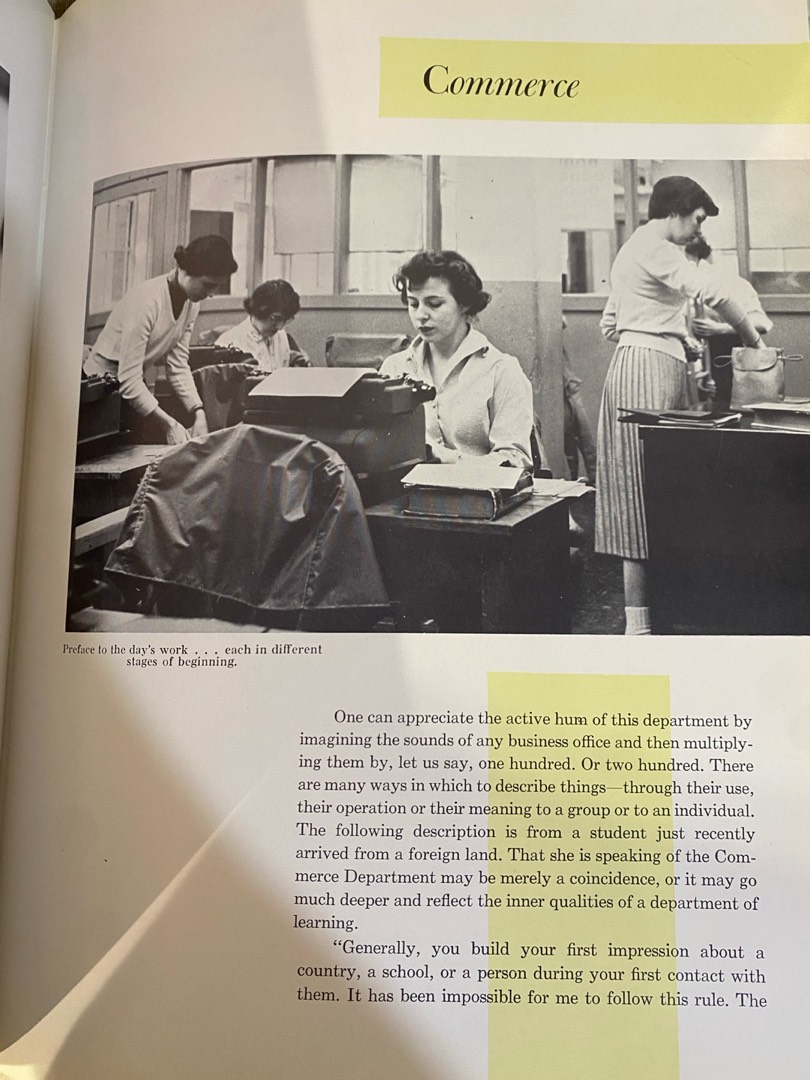 Commerce
Preface to the day's work . . . each in different
stages of beginning.
One can appreciate the active hum of this department by
imagining the sounds of any business office and then multiply-
ing them by, let us say, one hundred. Or two hundred. There
are many ways in which to describe things—through their use,
their operation or their meaning to a group or to an individual.
The following description is from a student just recently
arrived from a foreign land. That she is speaking of the Com-
merce Department may be merely a coincidence, or it may go
much deeper and reflect the inner qualities of a department of
learning.
“Generally, you build your first impression about a
country, a school, or a person during your first contact with
them. It has been impossible for me to follow this rule. The